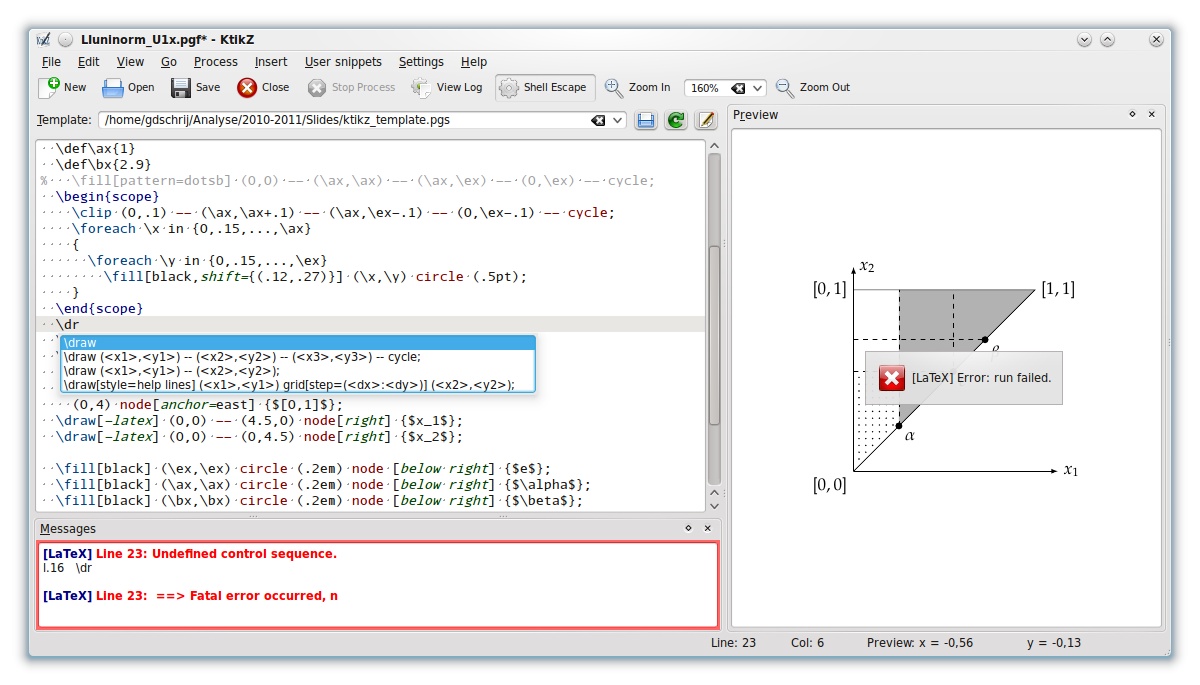 Lluninorm_U1x.pgf* - KtikZ
File Edit View Go Process Insert User snippets Settings Help
New Open Save Close Stop Process View Log Shell Escape Zoom In 160% Zoom Out
Template: /home/gdschrij/Analyse/2010-2011/Slides/ktikz_template.pgs
··\def\ax{1}
··\def\bx{2.9}
%···\fill[pattern=dotsb]·(0,0)·--·(\ax,\ax)·--·(\ax,\ex)·--·(0,\ex)·--·cycle;
··\begin{scope}
····\clip·(0,.1)·--·(\ax,\ax+.1)·--·(\ax,\ex-.1)·--·(0,\ex-.1)·--·cycle;
····\foreach·\x·in·{0,.15,...,\ax}
····{
······\foreach·\y·in·{0,.15,...,\ex}
········\fill[black,shift={(.12,.27)}]·(\x,\y)·circle·(.5pt);
····}
··\end{scope}
··\dr
\draw
\draw (<x1>,<y1>) -- (<x2>,<y2>) -- (<x3>,<y3>) -- cycle;
\draw (<x1>,<y1>) -- (<x2>,<y2>);
\draw[style=help lines] (<x1>,<y1>) grid[step=(<dx>:<dy>)] (<x2>,<y2>);
····(0,4)·node[anchor=east]·{$[0,1]$};
··\draw[-latex]·(0,0)·--·(4.5,0)·node[right]·{$x_1$};
··\draw[-latex]·(0,0)·--·(0,4.5)·node[right]·{$x_2$};
··\fill[black]·(\ex,\ex)·circle·(.2em)·node·[below·right]·{$e$};
··\fill[black]·(\ax,\ax)·circle·(.2em)·node·[below·right]·{$\alpha$};
··\fill[black]·(\bx,\bx)·circle·(.2em)·node·[below·right]·{$\beta$};
Messages
[LaTeX] Line 23: Undefined control sequence.
l.16 \dr
[LaTeX] Line 23: ==> Fatal error occurred, n
Preview
x₂
[0,1] [1,1]
[LaTeX] Error: run failed.
α
x₁
[0,0]
Line: 23 Col: 6 Preview: x = -0,56 y = -0,13